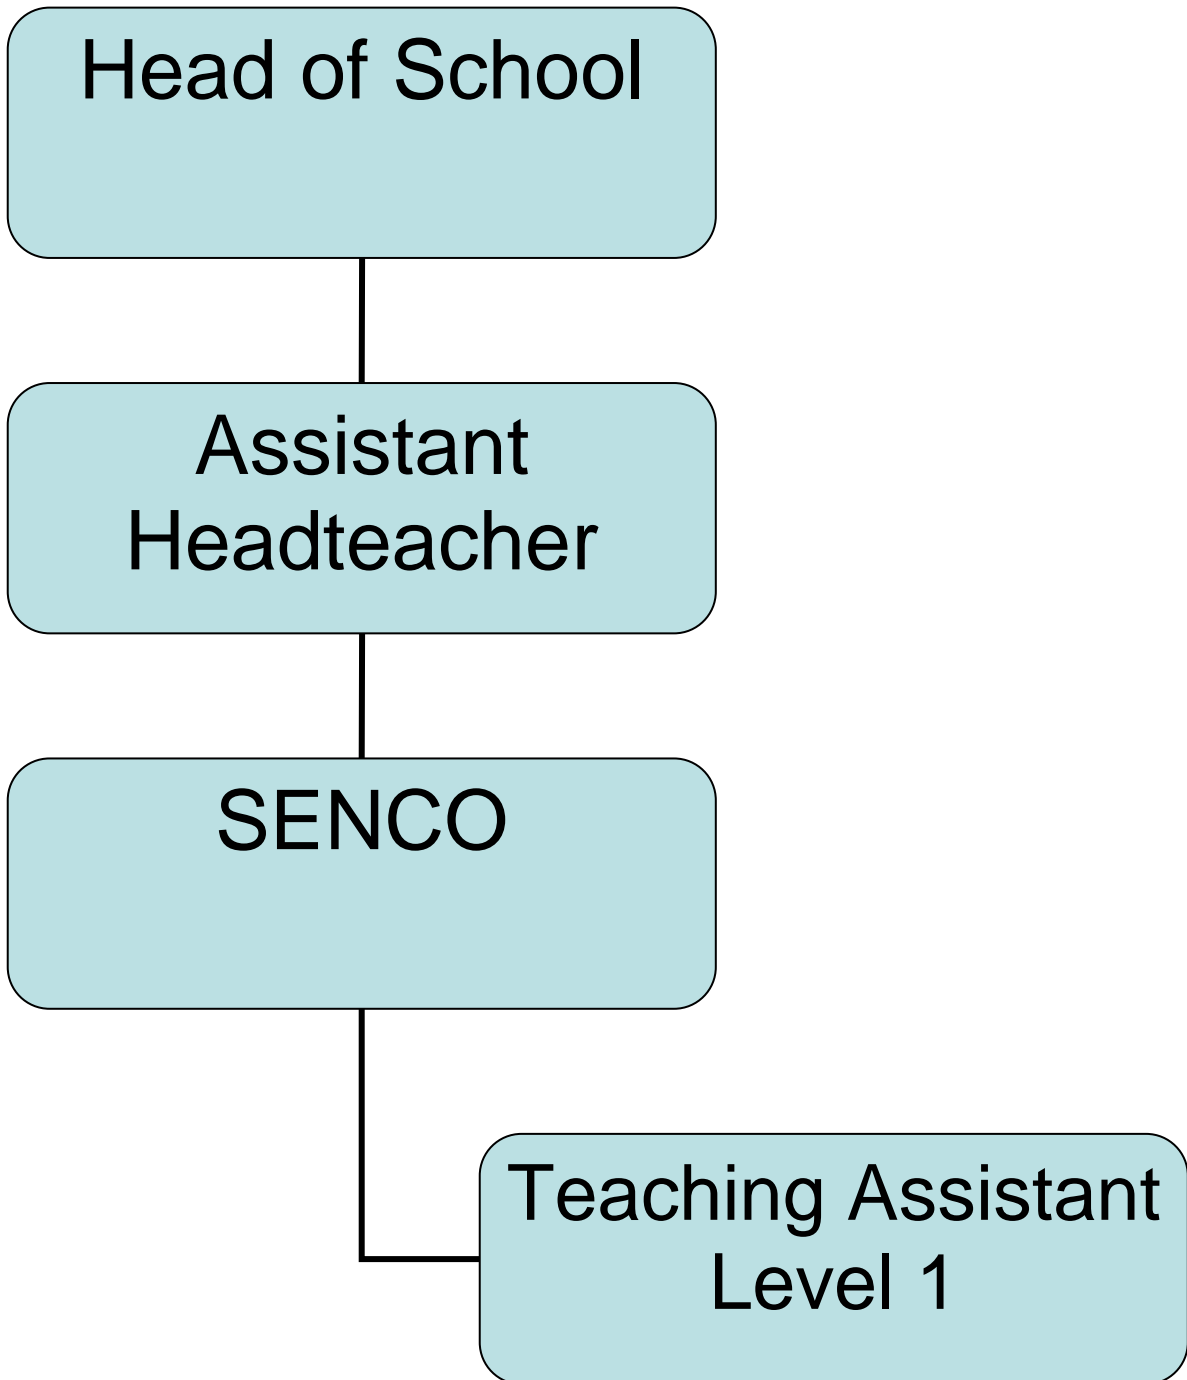 Head of School
Assistant
Headteacher
SENCO
Teaching Assistant
Level 1